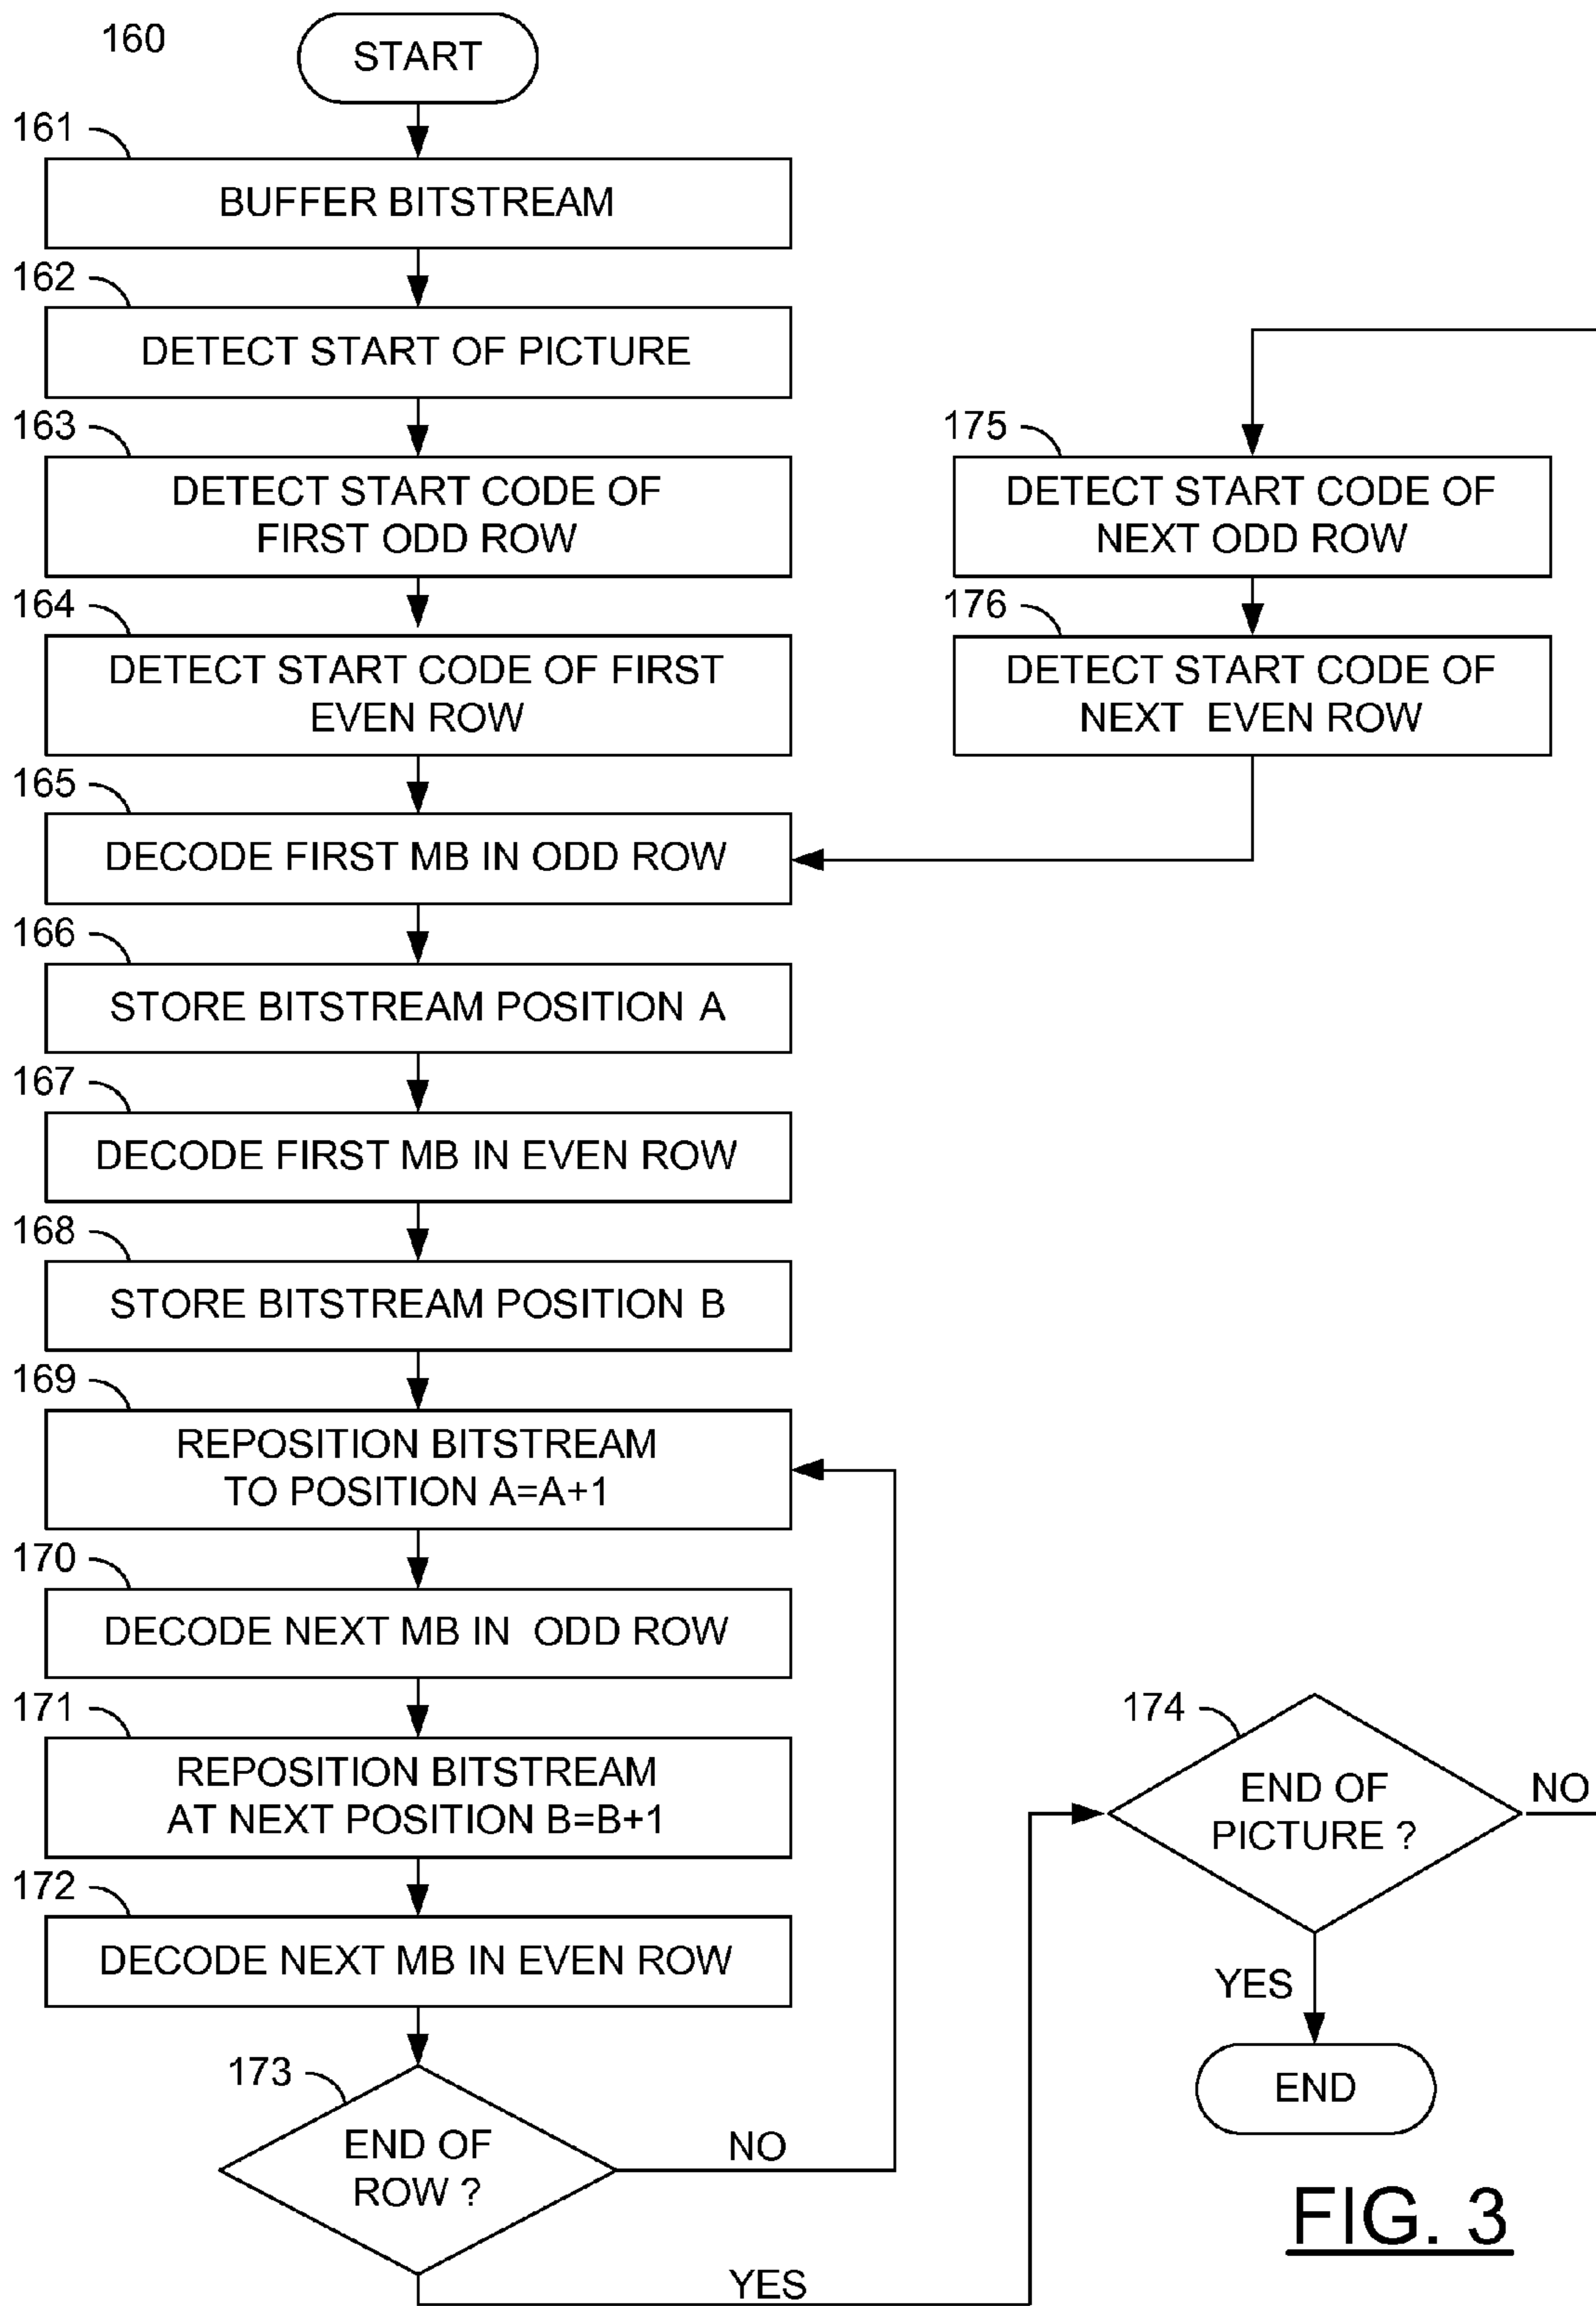 160
START
161
BUFFER BITSTREAM
162
DETECT START OF PICTURE
163
DETECT START CODE OF
FIRST ODD ROW
164
DETECT START CODE OF FIRST
EVEN ROW
165
DECODE FIRST MB IN ODD ROW
166
STORE BITSTREAM POSITION A
167
DECODE FIRST MB IN EVEN ROW
168
STORE BITSTREAM POSITION B
169
REPOSITION BITSTREAM
TO POSITION A=A+1
170
DECODE NEXT MB IN ODD ROW
171
REPOSITION BITSTREAM
AT NEXT POSITION B=B+1
172
DECODE NEXT MB IN EVEN ROW
173
END OF
ROW ?
NO
YES
174
END OF
PICTURE ?
NO
YES
END
175
DETECT START CODE OF
NEXT ODD ROW
176
DETECT START CODE OF
NEXT EVEN ROW
FIG. 3